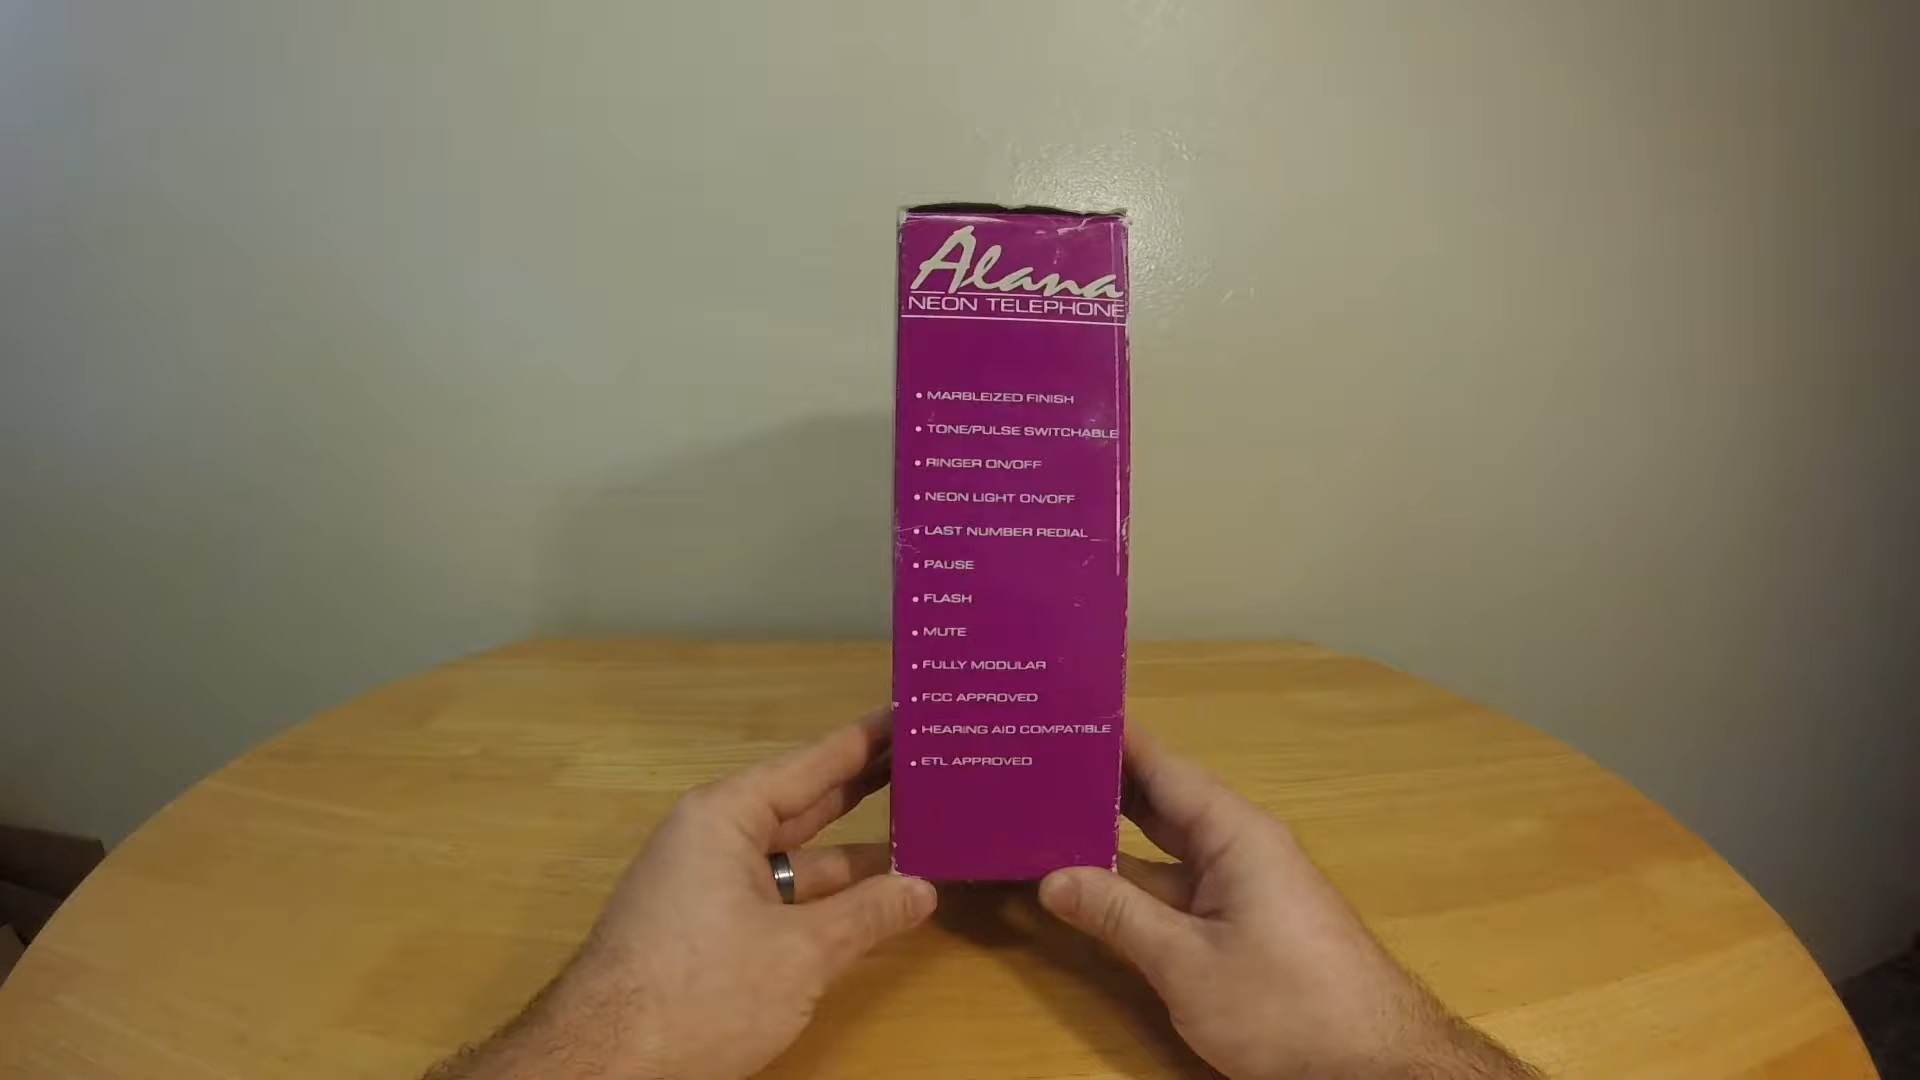 Alana
NEON TELEPHONE
• MARBLEIZED FINISH
• TONE/PULSE SWITCHABLE
• RINGER ON/OFF
• NEON LIGHT ON/OFF
• LAST NUMBER REDIAL
• PAUSE
• FLASH
• MUTE
• FULLY MODULAR
• FCC APPROVED
• HEARING AID COMPATIBLE
• ETL APPROVED